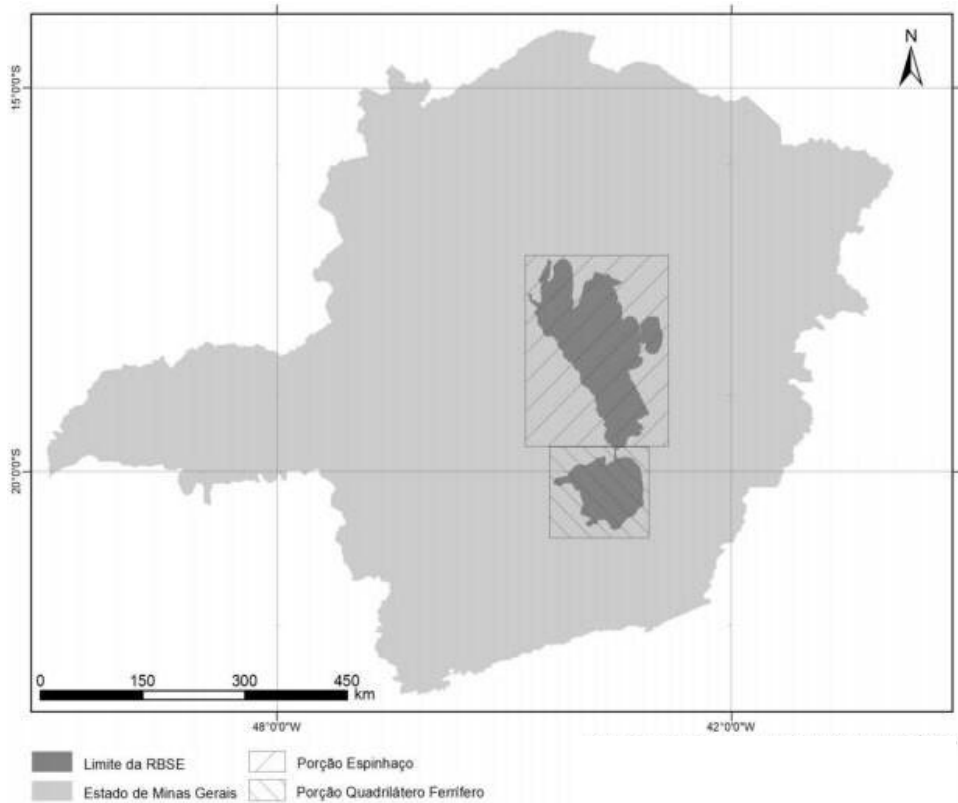 N
15°0'0"S
20°0'0"S
0 150 300 450
km
48°0'0"W 42°0'0"W
Limite da RBSE Porção Espinhaço
Estado de Minas Gerais Porção Quadrilátero Ferrífero